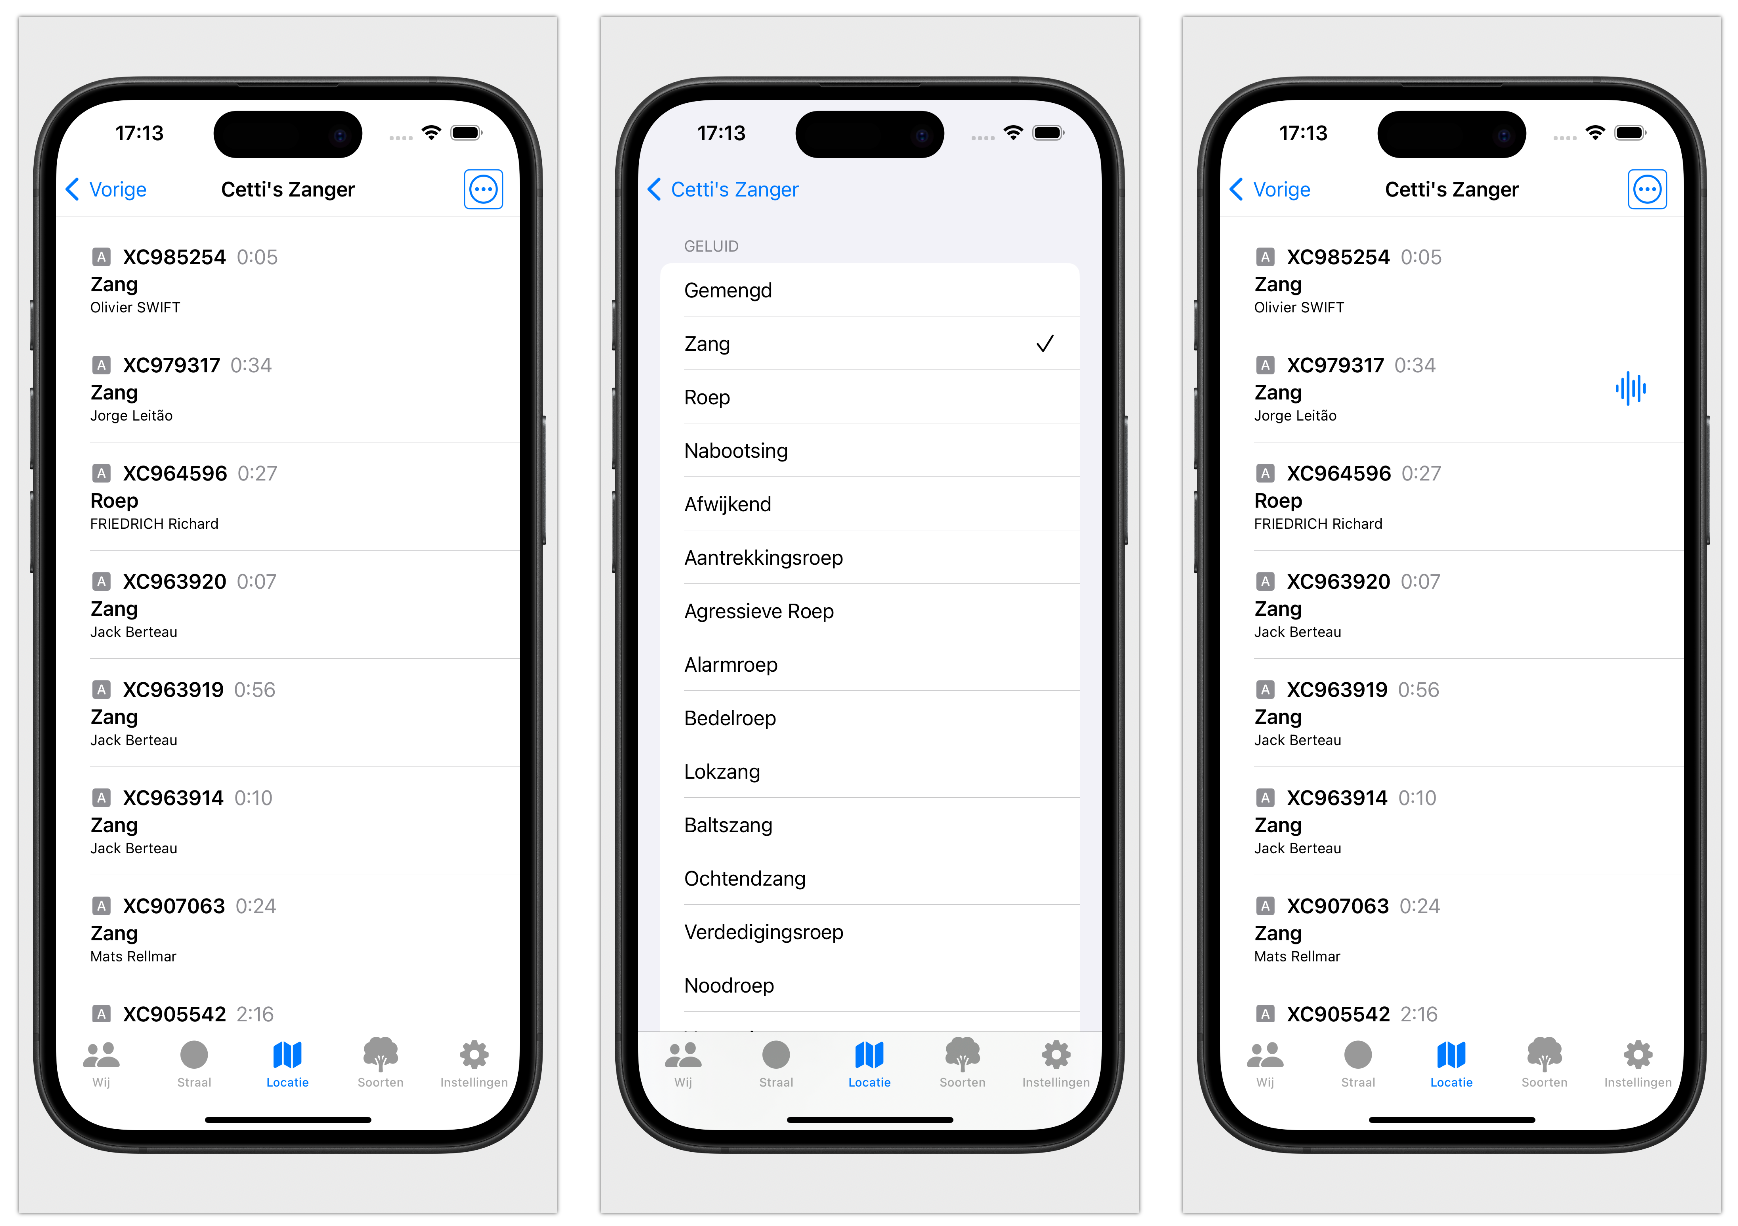 17:13
Vorige
Cetti's Zanger
A XC985254 0:05
Zang
Olivier SWIFT
A XC979317 0:34
Zang
Jorge Leitão
A XC964596 0:27
Roep
FRIEDRICH Richard
A XC963920 0:07
Zang
Jack Berteau
A XC963919 0:56
Zang
Jack Berteau
A XC963914 0:10
Zang
Jack Berteau
A XC907063 0:24
Zang
Mats Rellmar
A XC905542 2:16
Wij Straal Locatie Soorten Instellingen
17:13
Cetti's Zanger
GELUID
Gemengd
Zang
Roep
Nabootsing
Afwijkend
Aantrekkingsroep
Agressieve Roep
Alarmroep
Bedelroep
Lokzang
Baltszang
Ochtendzang
Verdedigingsroep
Noodroep
Wij Straal Locatie Soorten Instellingen
17:13
Vorige
Cetti's Zanger
A XC985254 0:05
Zang
Olivier SWIFT
A XC979317 0:34
Zang
Jorge Leitão
A XC964596 0:27
Roep
FRIEDRICH Richard
A XC963920 0:07
Zang
Jack Berteau
A XC963919 0:56
Zang
Jack Berteau
A XC963914 0:10
Zang
Jack Berteau
A XC907063 0:24
Zang
Mats Rellmar
A XC905542 2:16
Wij Straal Locatie Soorten Instellingen